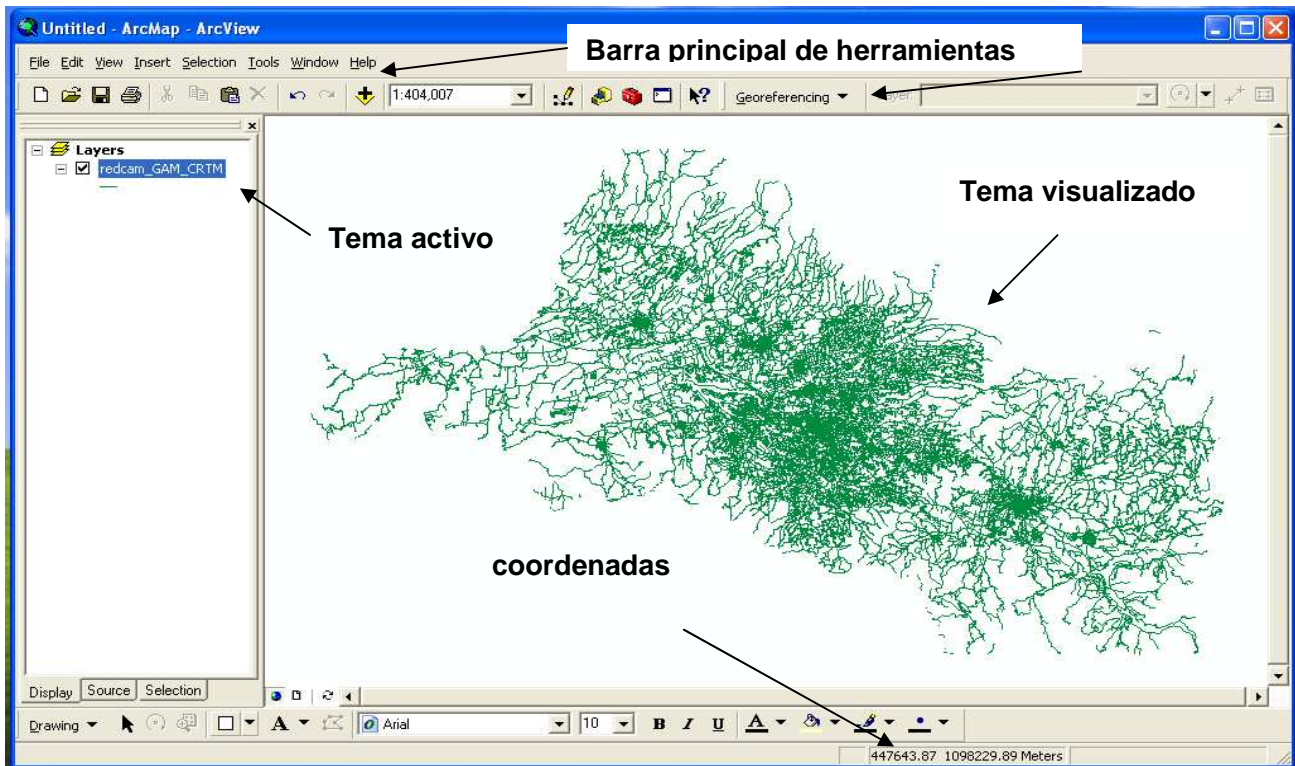 Untitled - ArcMap - ArcView
Barra principal de herramientas
File Edit View Insert Selection Tools Window Help
1:404,007
Georeferencing
Layer:
Layers
redcam_GAM_CRTM
Tema activo
Tema visualizado
coordenadas
Display Source Selection
Drawing A Arial 10 B I U A
447643.87 1098229.89 Meters